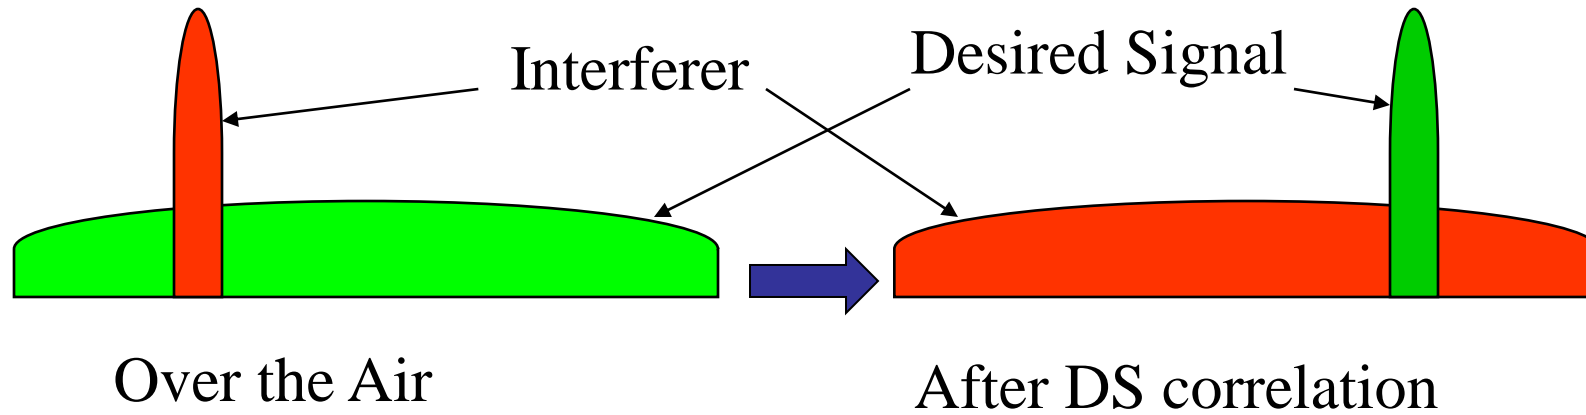 Interferer
Desired Signal
Over the Air
After DS correlation